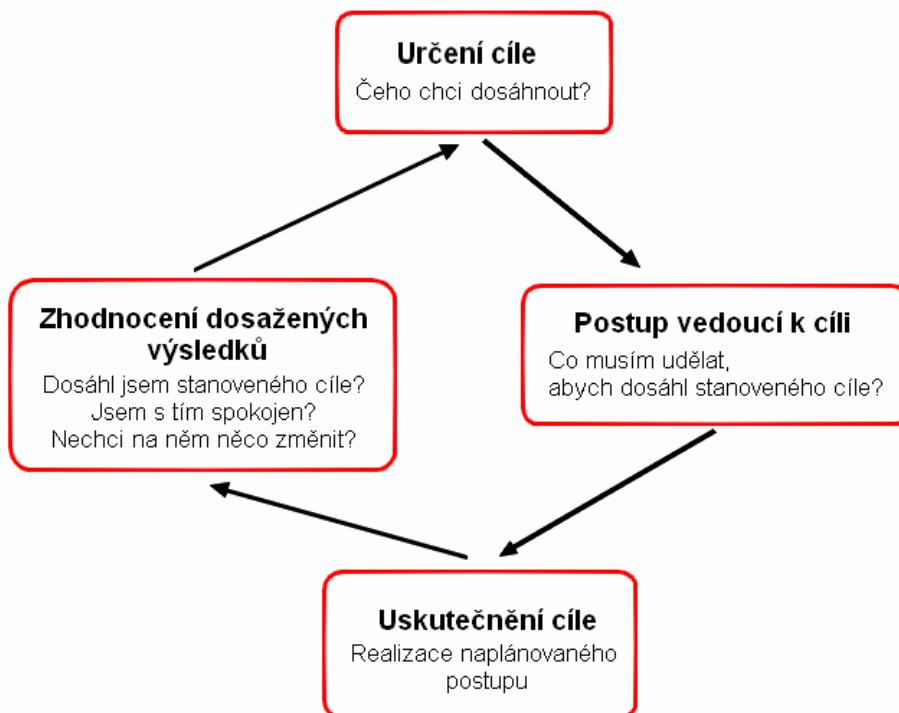 Určení cíle
Čeho chci dosáhnout?
Zhodnocení dosažených
výsledků
Dosáhl jsem stanoveného cíle?
Jsem s tím spokojen?
Nechci na něm něco změnit?
Postup vedoucí k cíli
Co musím udělat,
abych dosáhl stanoveného cíle?
Uskutečnění cíle
Realizace naplánovaného
postupu